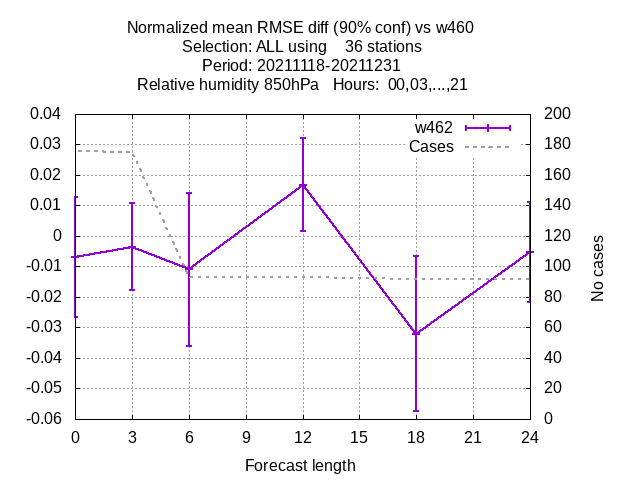 Normalized mean RMSE diff (90% conf) vs w460
Selection: ALL using    36 stations
Period: 20211118-20211231
Relative humidity 850hPa   Hours:  00,03,...,21
0.04
0.03
0.02
0.01
0
-0.01
-0.02
-0.03
-0.04
-0.05
-0.06
w462
Cases
200
180
160
140
120
100
80
60
40
20
0
No cases
0 3 6 9 12 15 18 21 24
Forecast length